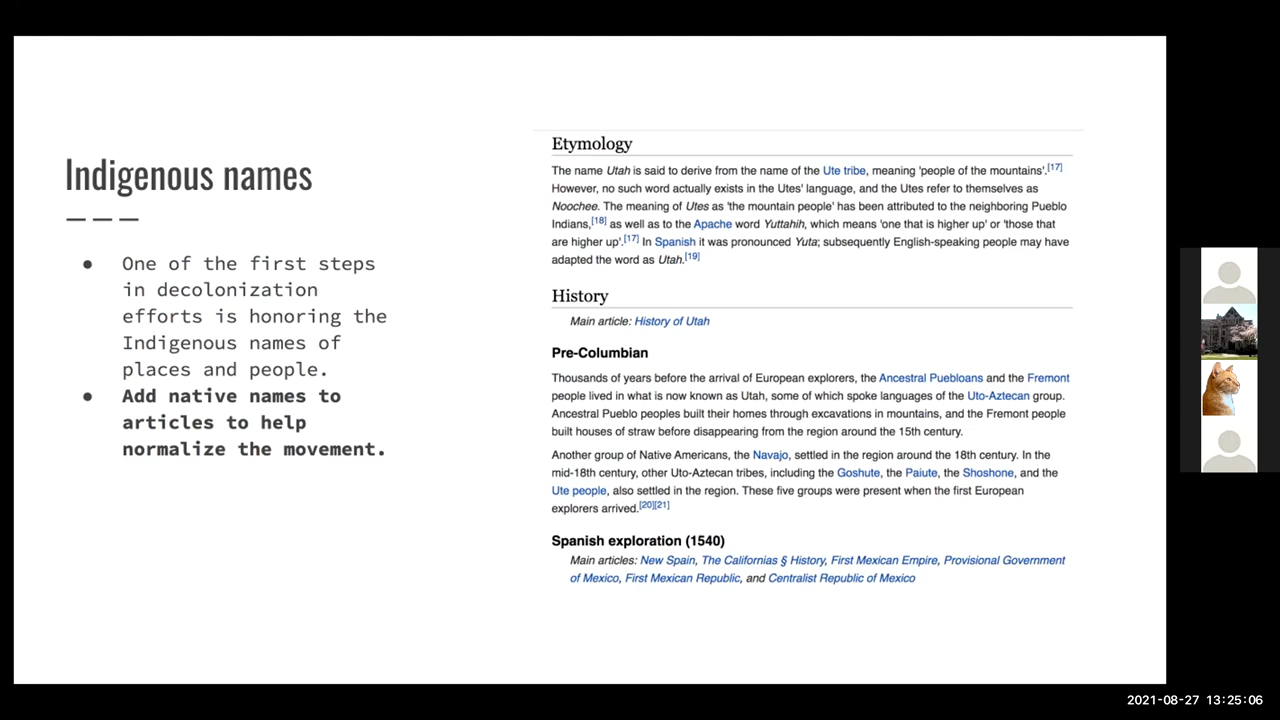 Indigenous names
● One of the first steps
in decolonization
efforts is honoring the
Indigenous names of
places and people.
● Add native names to
articles to help
normalize the movement.
Etymology
The name Utah is said to derive from the name of the Ute tribe, meaning 'people of the mountains'.[17]
However, no such word actually exists in the Utes' language, and the Utes refer to themselves as
Noochee. The meaning of Utes as 'the mountain people' has been attributed to the neighboring Pueblo
Indians,[18] as well as to the Apache word Yuttahih, which means 'one that is higher up' or 'those that
are higher up'.[17] In Spanish it was pronounced Yuta; subsequently English-speaking people may have
adapted the word as Utah.[19]
History
Main article: History of Utah
Pre-Columbian
Thousands of years before the arrival of European explorers, the Ancestral Puebloans and the Fremont
people lived in what is now known as Utah, some of which spoke languages of the Uto-Aztecan group.
Ancestral Pueblo peoples built their homes through excavations in mountains, and the Fremont people
built houses of straw before disappearing from the region around the 15th century.
Another group of Native Americans, the Navajo, settled in the region around the 18th century. In the
mid-18th century, other Uto-Aztecan tribes, including the Goshute, the Paiute, the Shoshone, and the
Ute people, also settled in the region. These five groups were present when the first European
explorers arrived.[20][21]
Spanish exploration (1540)
Main articles: New Spain, The Californias § History, First Mexican Empire, Provisional Government
of Mexico, First Mexican Republic, and Centralist Republic of Mexico
2021-08-27 13:25:06